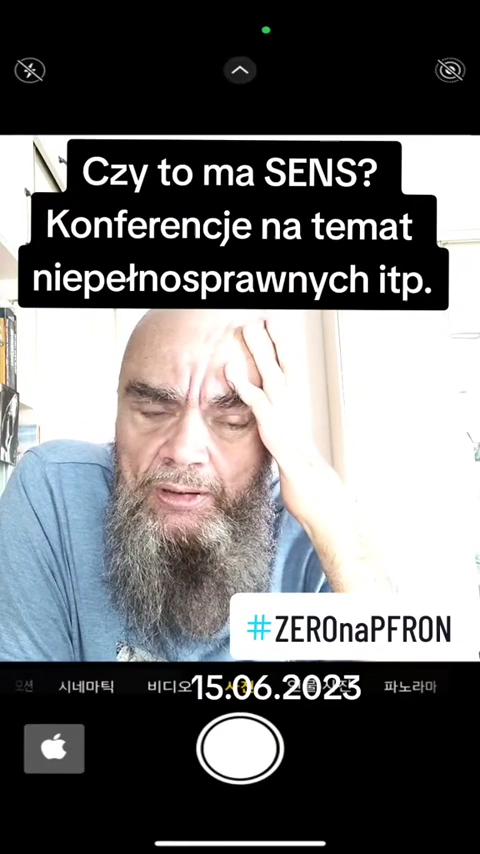 Czy to ma SENS?
Konferencje na temat
niepełnosprawnych itp.
#ZEROnaPFRON
시네마틱 비디오 파노라마
15.06.2023